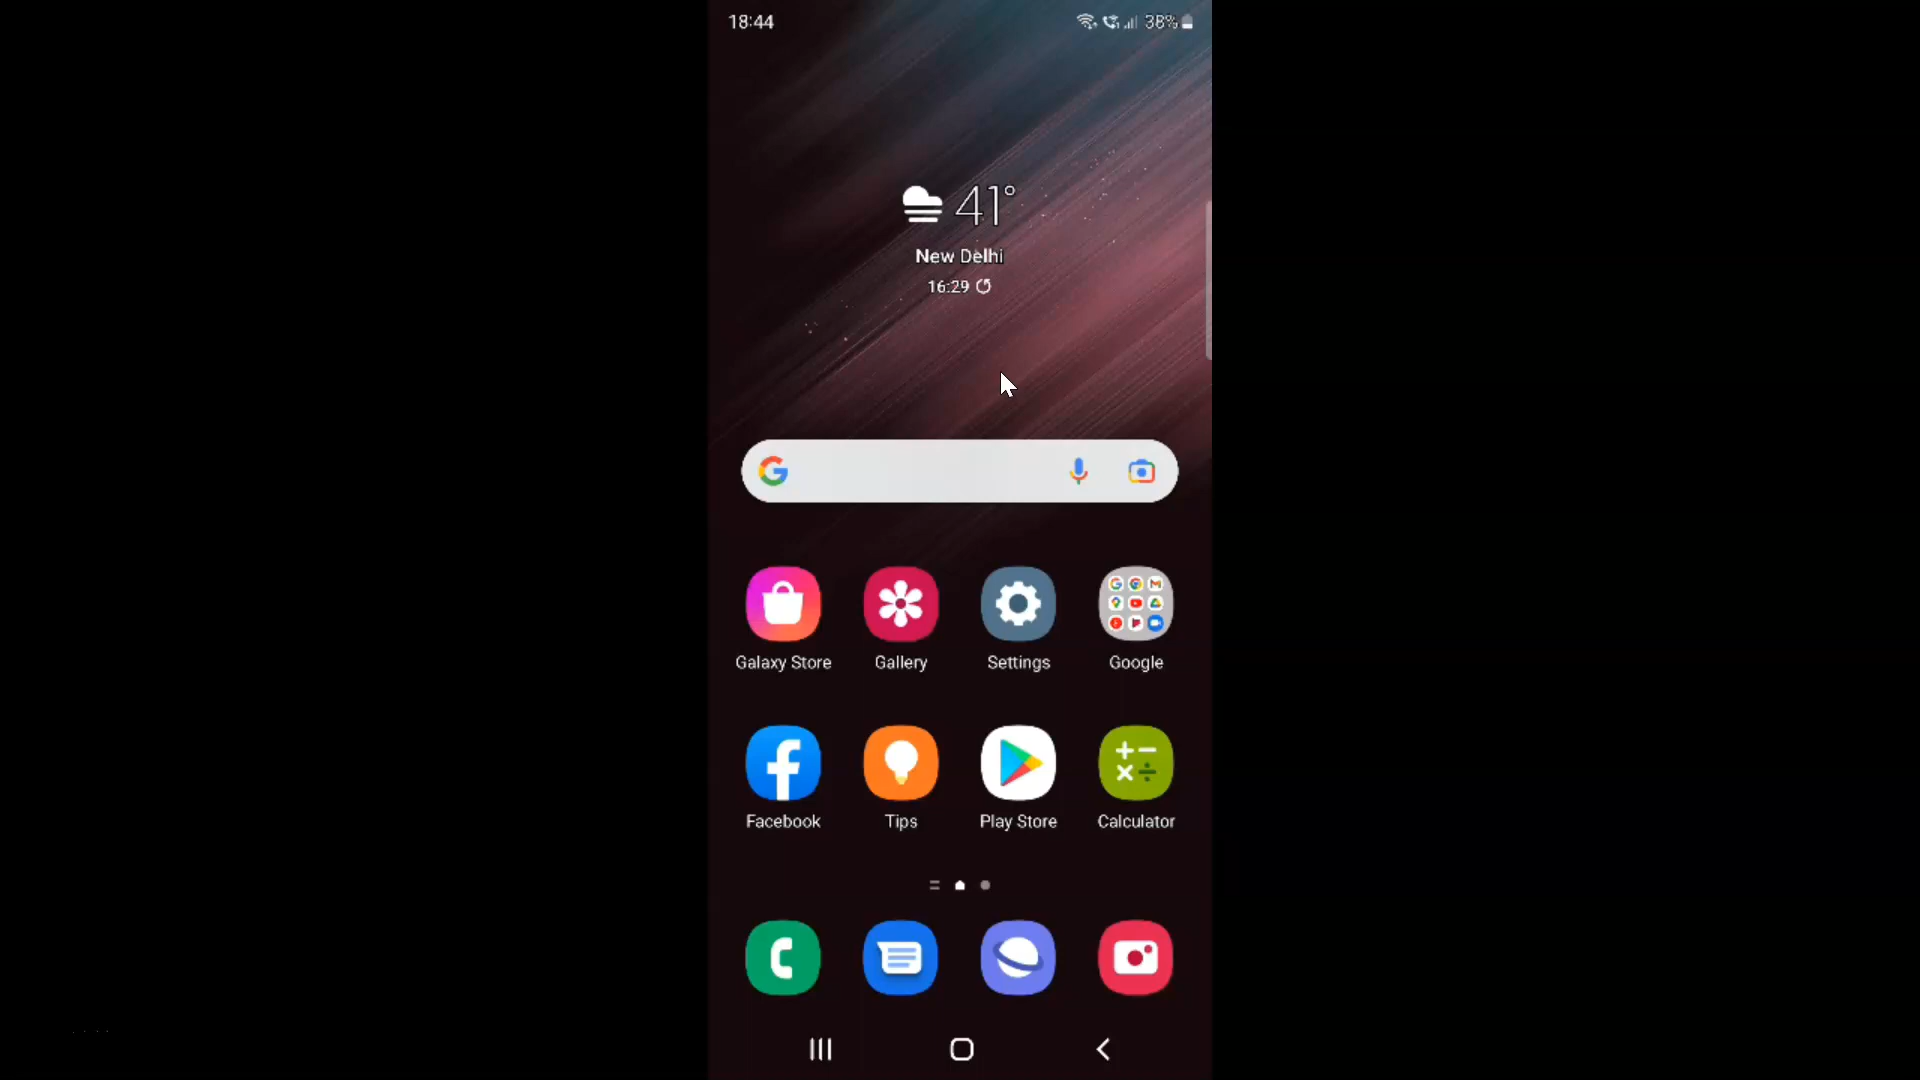 18:44 38%
41°
New Delhi
16:29
Galaxy Store Gallery Settings Google
Facebook Tips Play Store Calculator